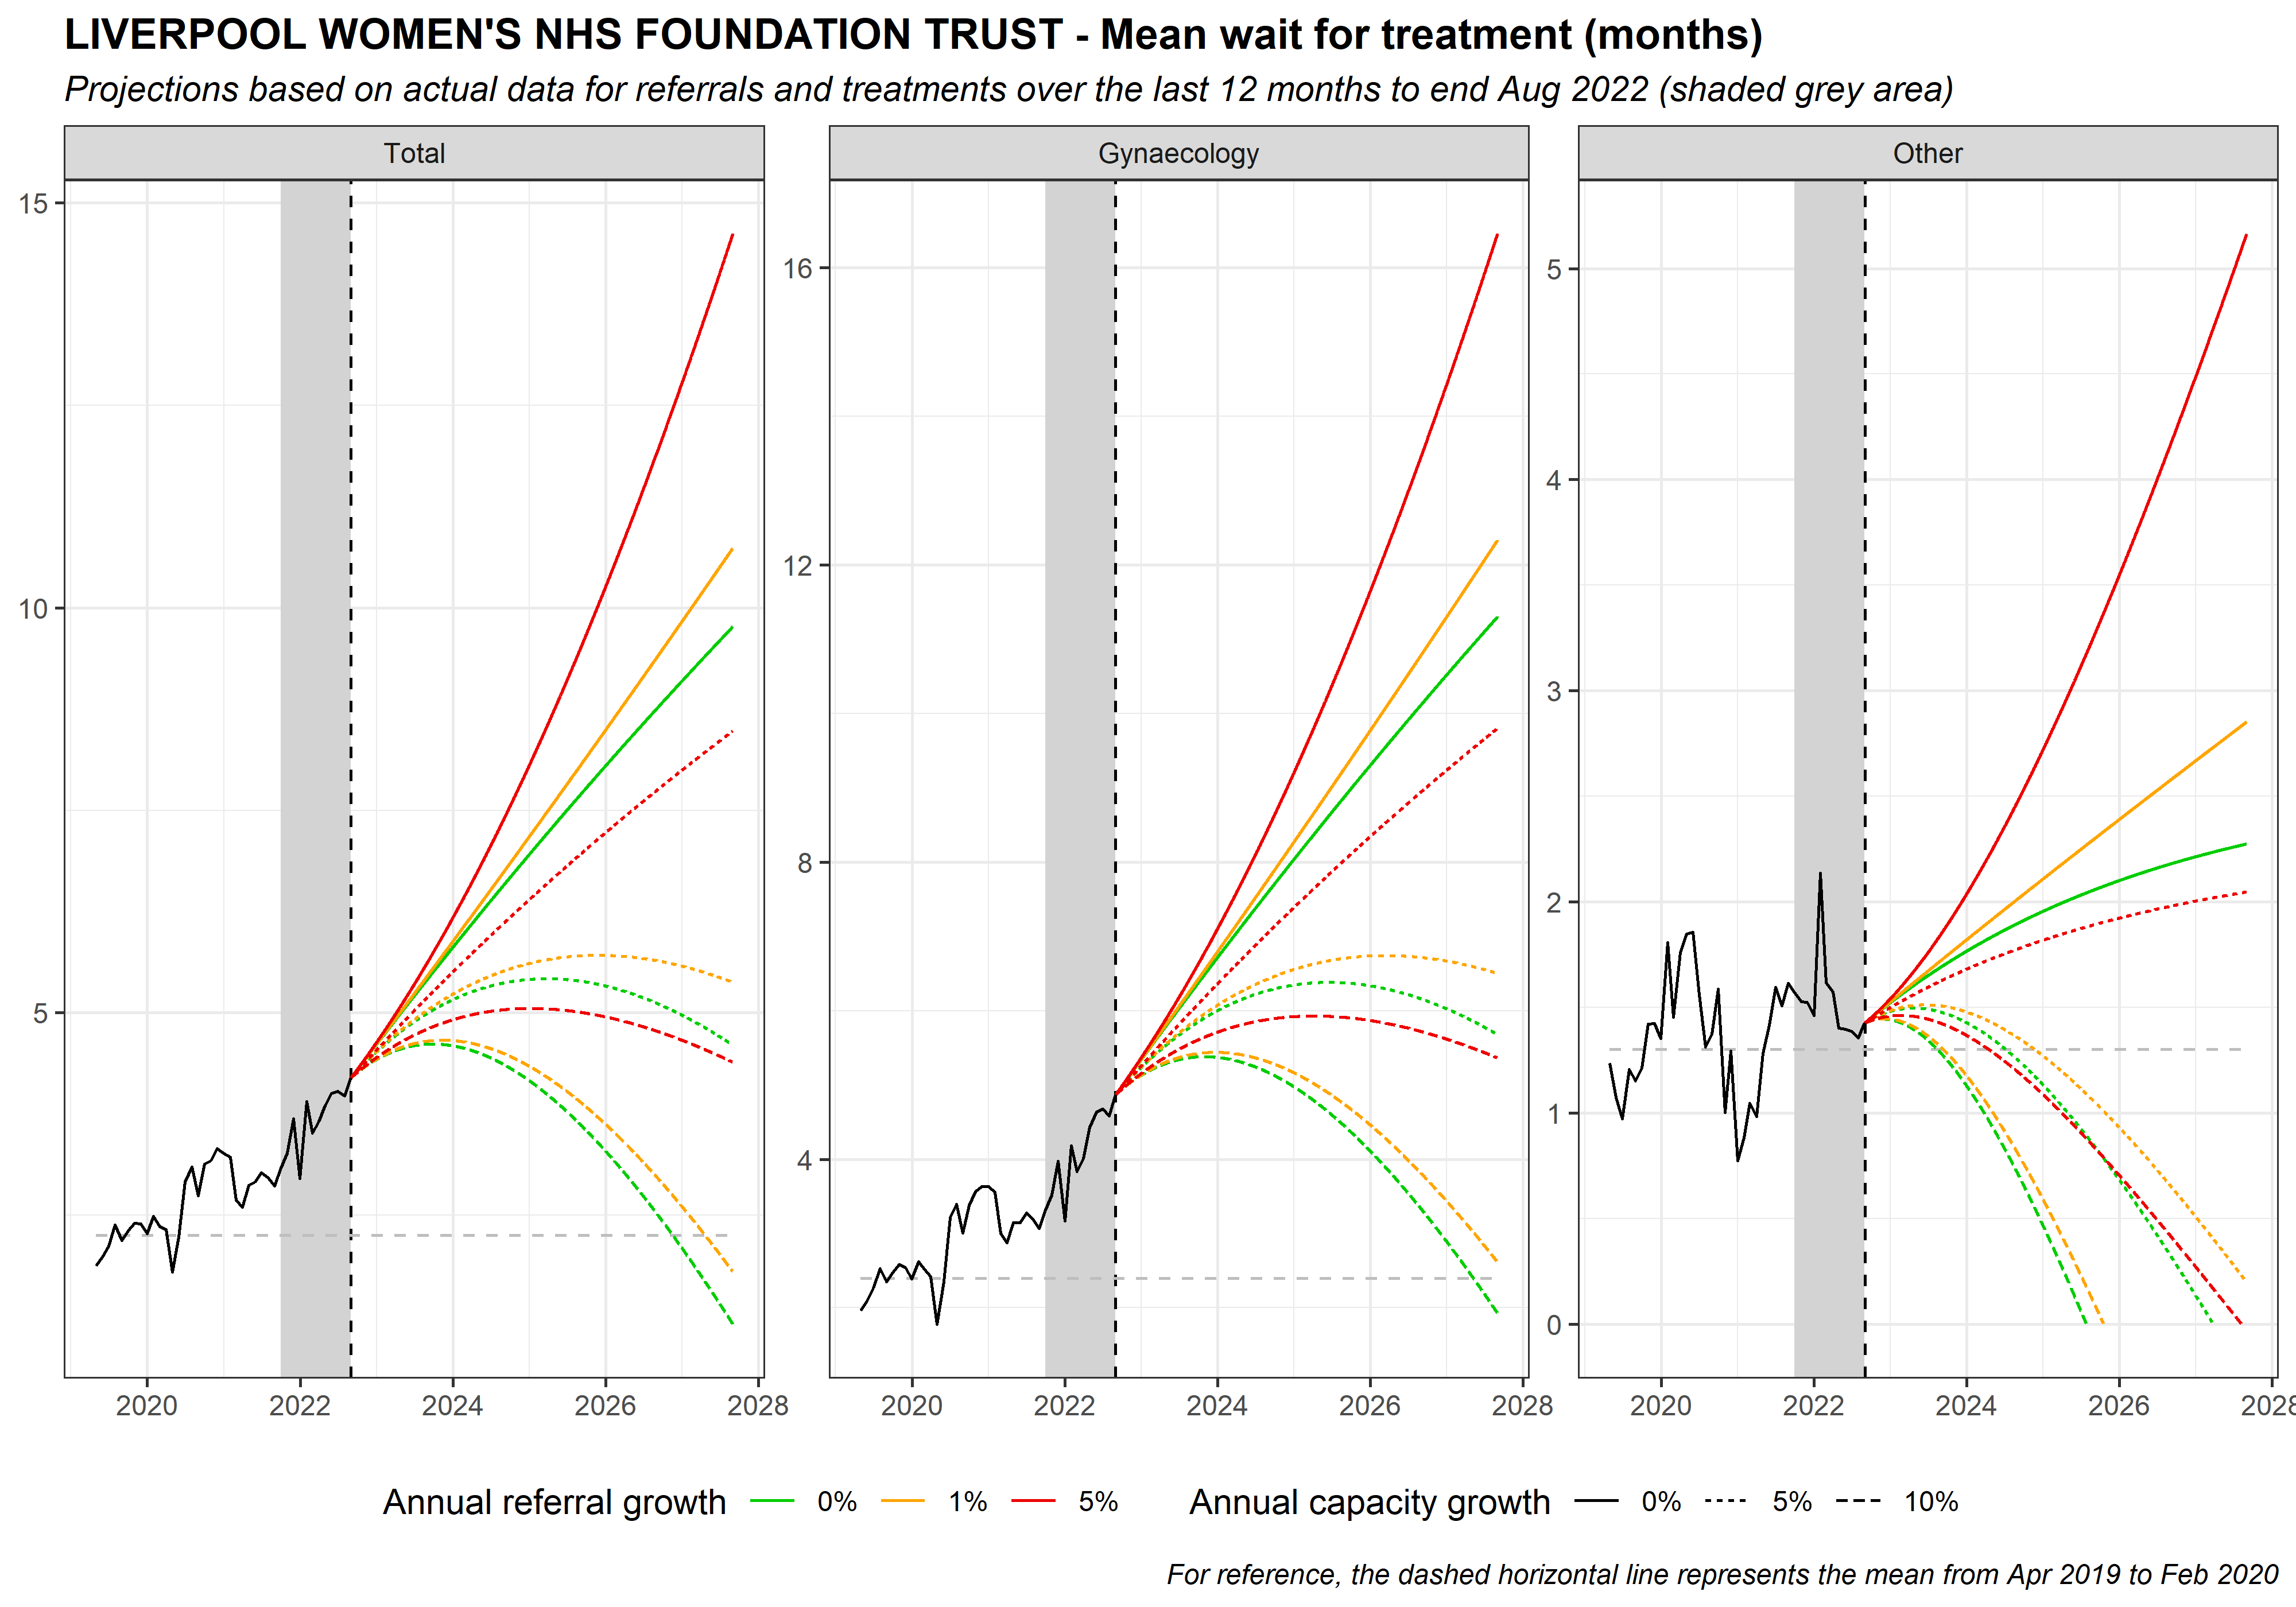 LIVERPOOL WOMEN'S NHS FOUNDATION TRUST - Mean wait for treatment (months)
Projections based on actual data for referrals and treatments over the last 12 months to end Aug 2022 (shaded grey area)
Total
Gynaecology
Other
15
10
5
16
12
8
4
5
4
3
2
1
0
2020 2022 2024 2026 2028
2020 2022 2024 2026 2028
2020 2022 2024 2026 2028
Annual referral growth 0% 1% 5% Annual capacity growth 0% 5% 10%
For reference, the dashed horizontal line represents the mean from Apr 2019 to Feb 2020